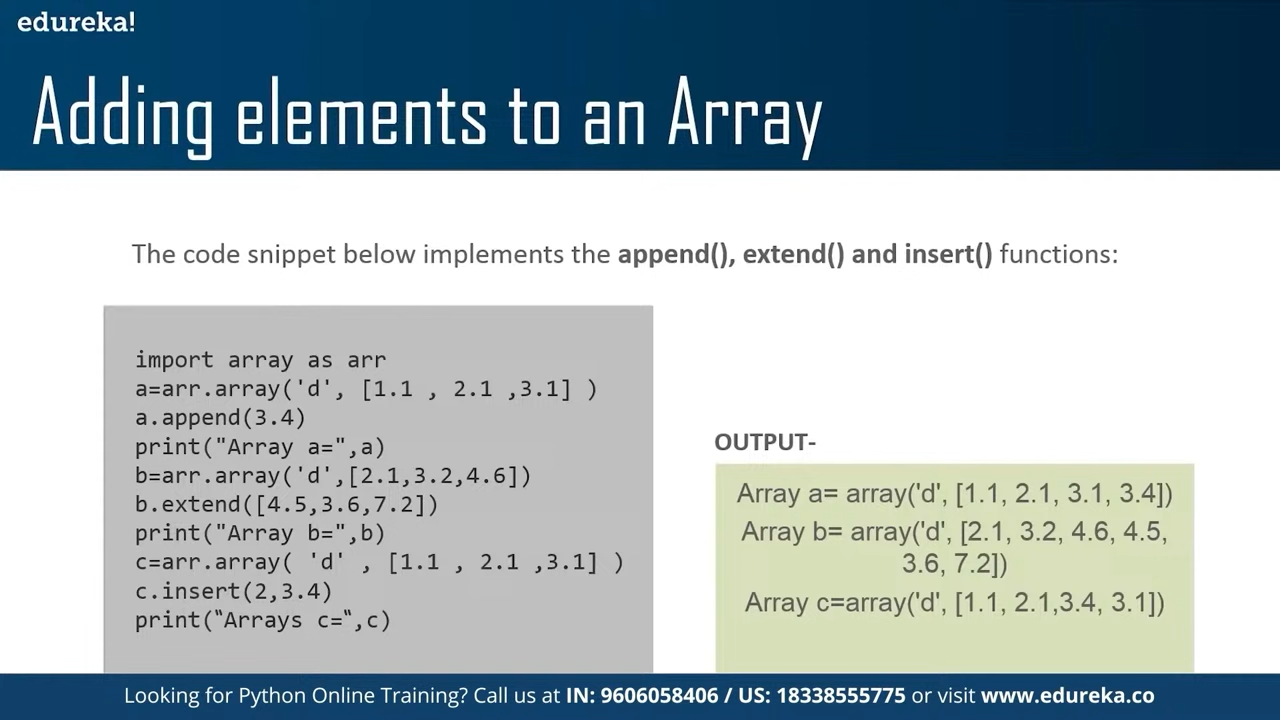 edureka!
Adding elements to an Array
The code snippet below implements the append(), extend() and insert() functions:
import array as arr
a=arr.array('d', [1.1 , 2.1 ,3.1] )
a.append(3.4)
print("Array a=",a)
b=arr.array('d',[2.1,3.2,4.6])
b.extend([4.5,3.6,7.2])
print("Array b=",b)
c=arr.array( 'd' , [1.1 , 2.1 ,3.1] )
c.insert(2,3.4)
print(“Arrays c=“,c)
OUTPUT-
Array a= array('d', [1.1, 2.1, 3.1, 3.4])
Array b= array('d', [2.1, 3.2, 4.6, 4.5,
3.6, 7.2])
Array c=array('d', [1.1, 2.1,3.4, 3.1])
Looking for Python Online Training? Call us at IN: 9606058406 / US: 18338555775 or visit www.edureka.co